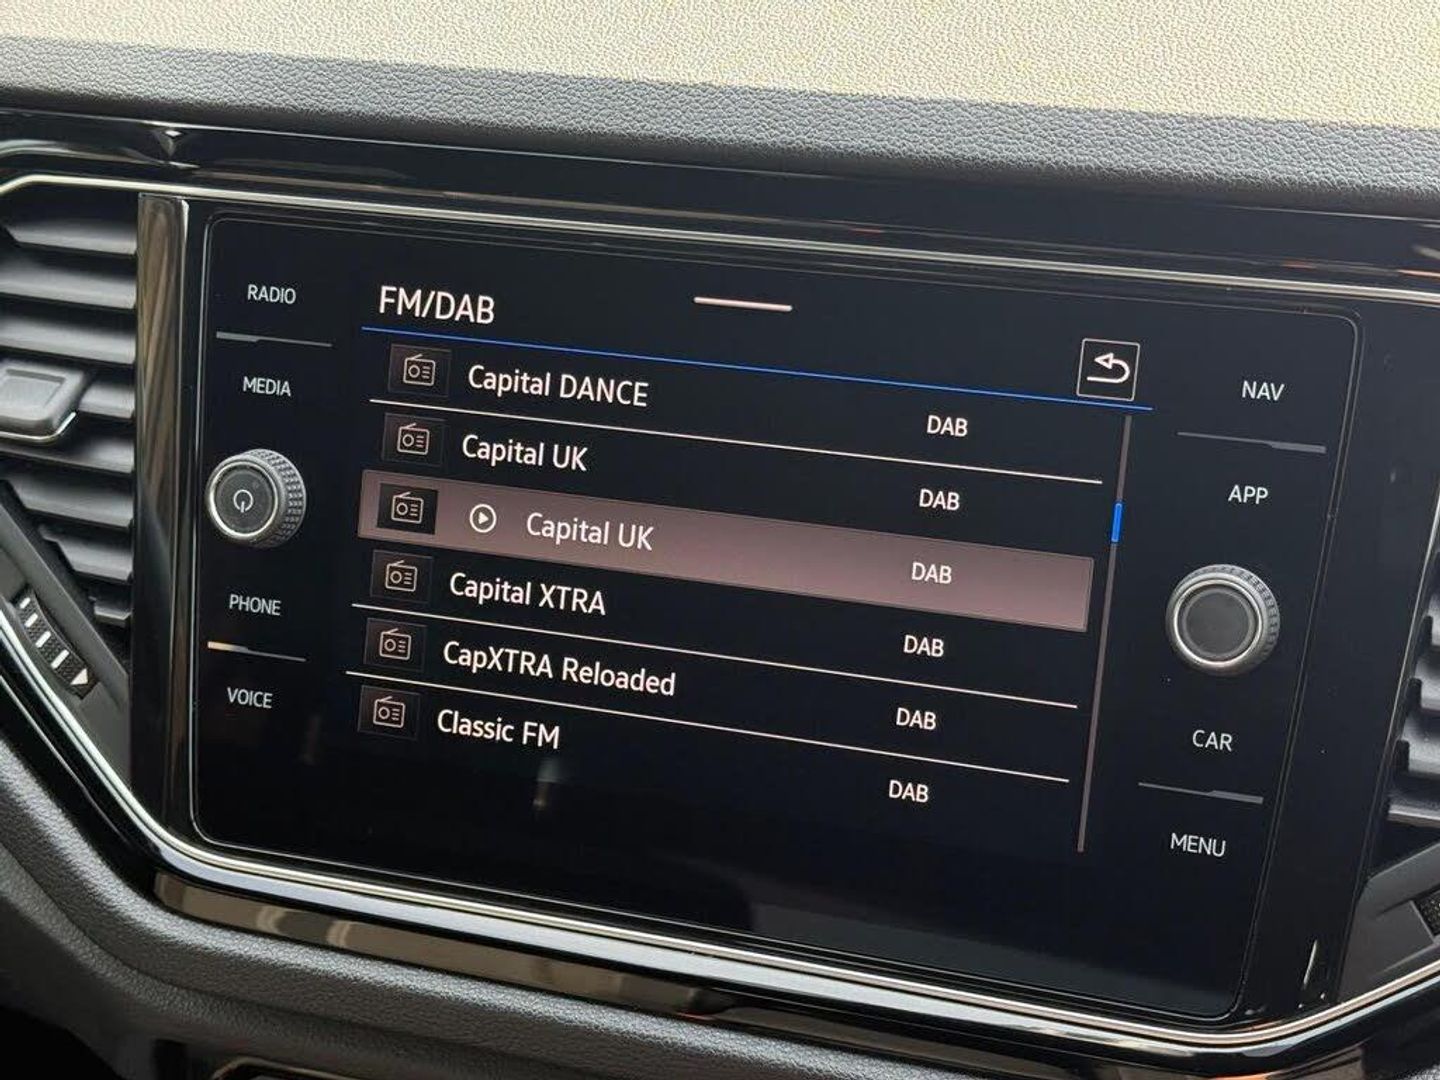 RADIO
MEDIA
PHONE
VOICE
FM/DAB
Capital DANCE DAB
Capital UK DAB
Capital UK DAB
Capital XTRA DAB
CapXTRA Reloaded DAB
Classic FM DAB
NAV
APP
CAR
MENU